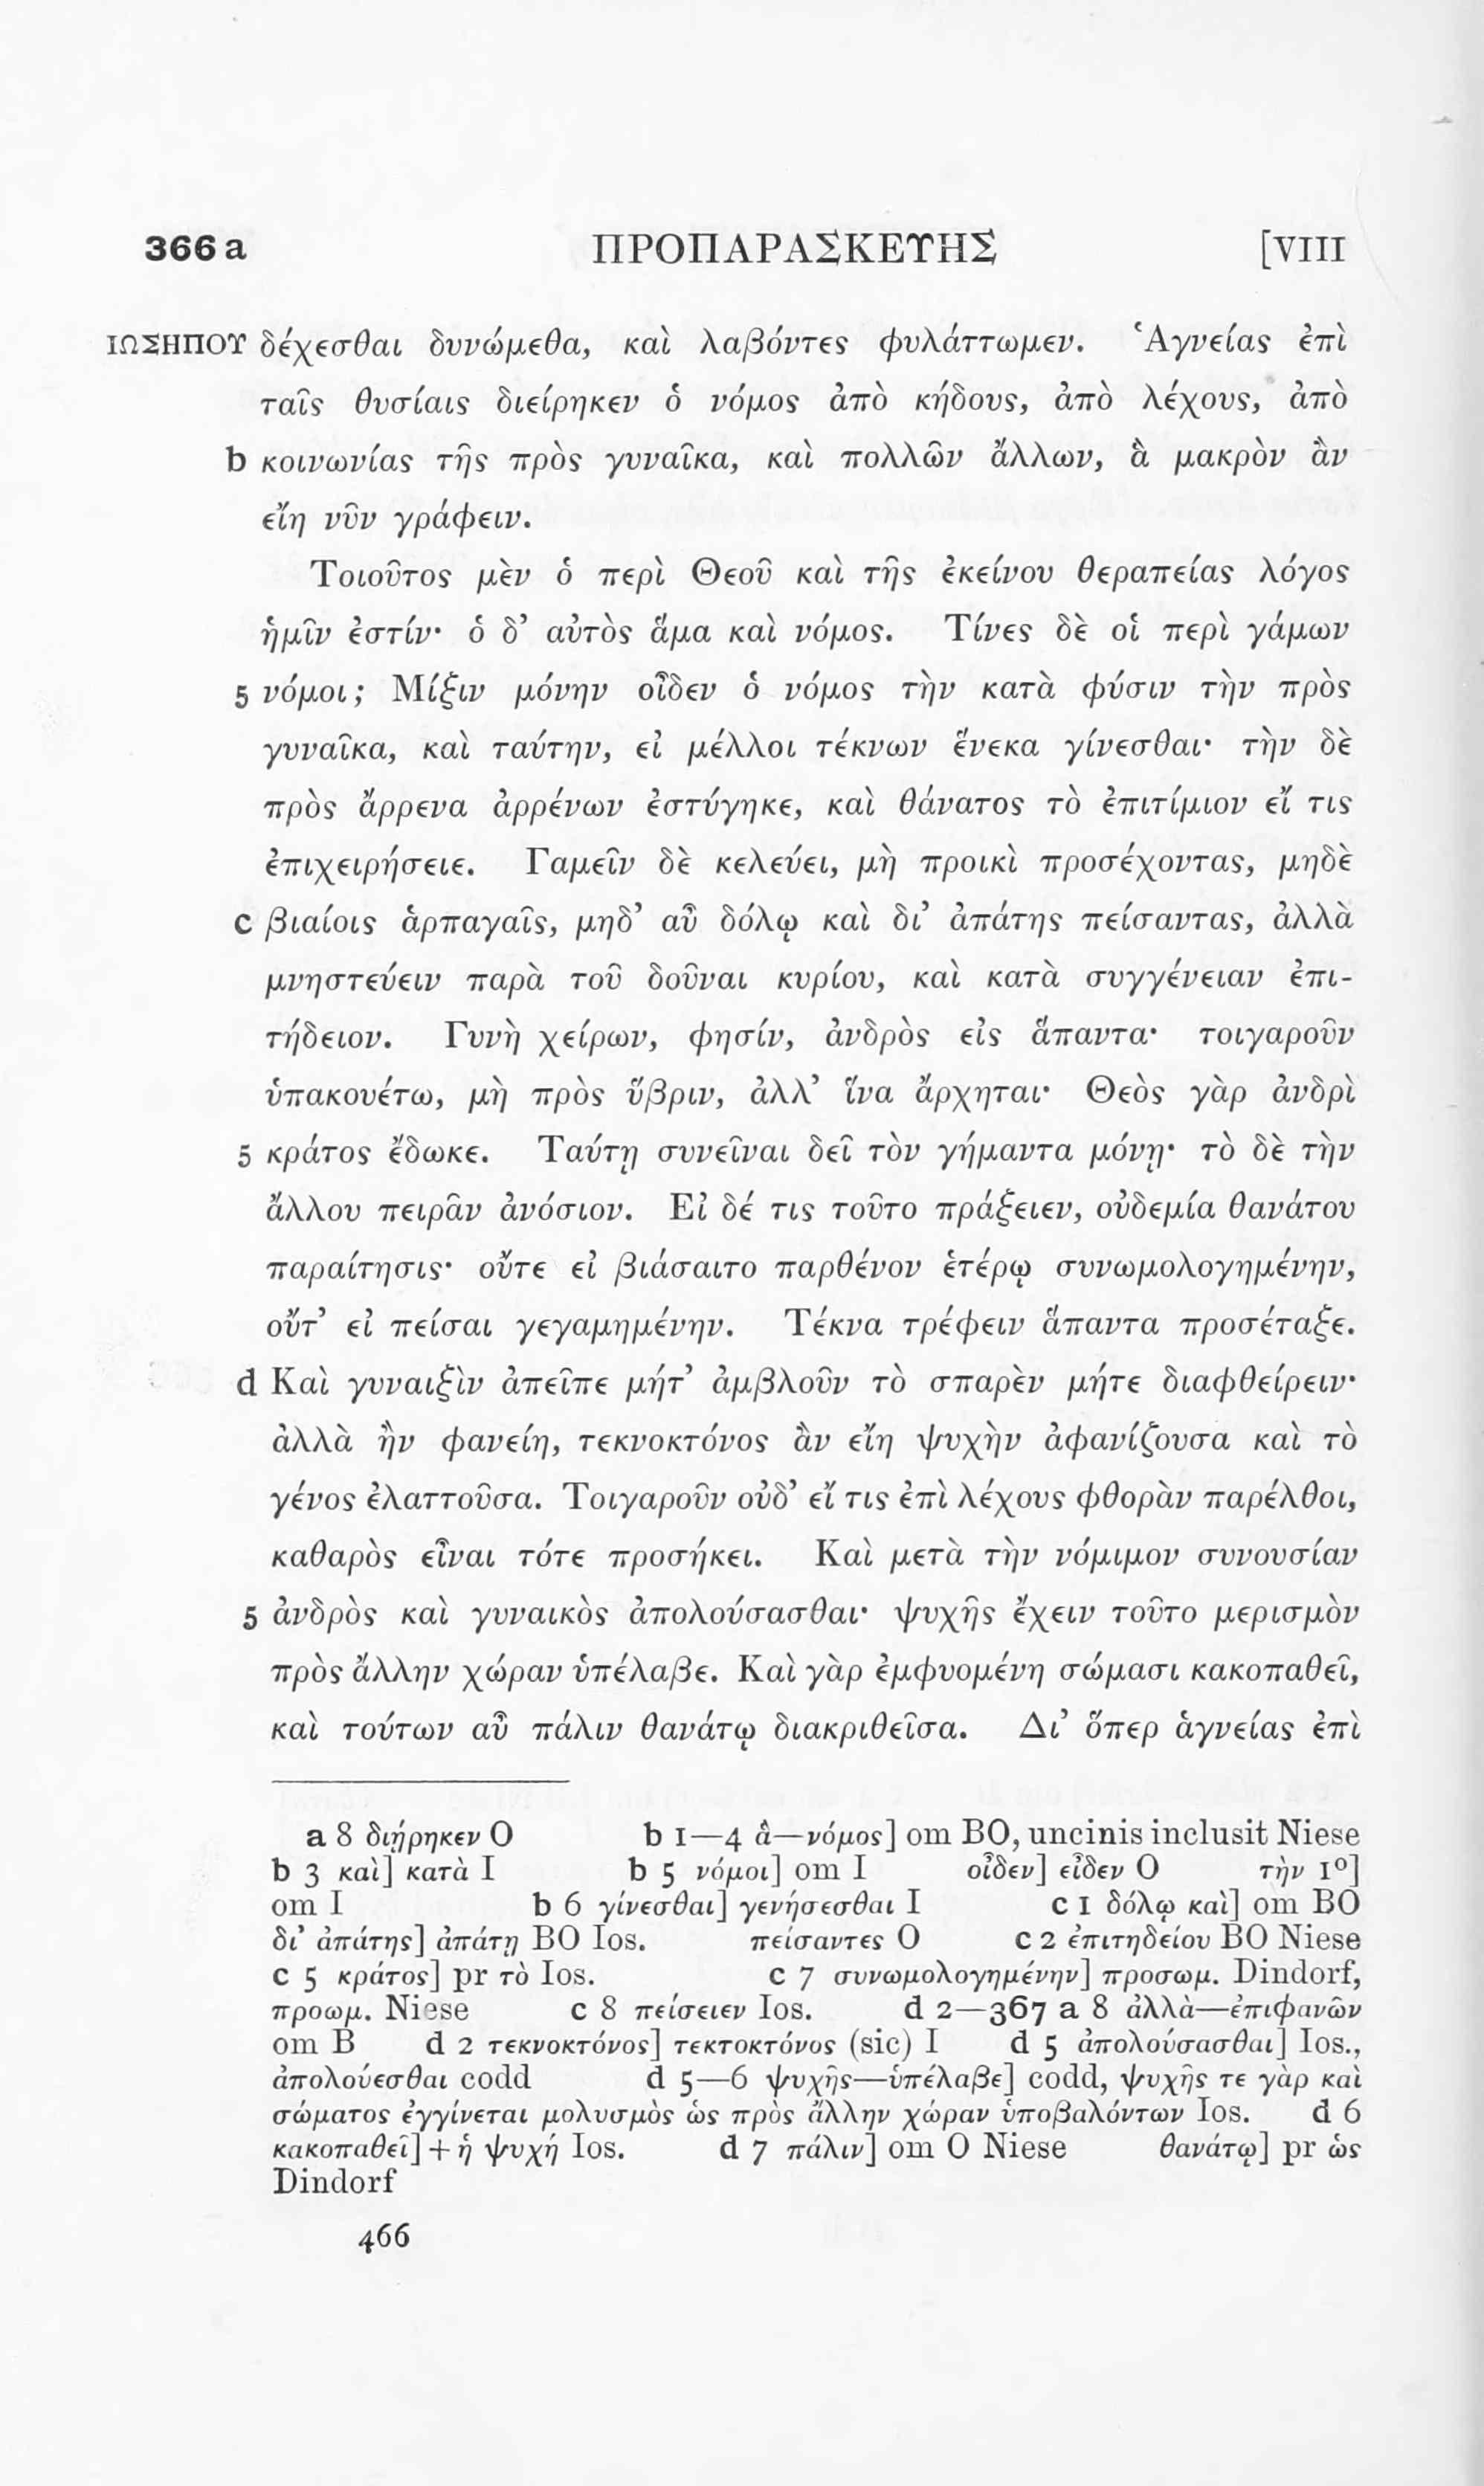 366 a ΠΡΟΠΑΡΑΣΚΕΥΗΣ [VIII
ΙΩΣΗΠΟΥ δέχεσθαι δυνώμεθα, καὶ λαβόντες φυλάττωμεν. Ἁγνείας ἐπὶ
ταῖς θυσίαις διείρηκεν ὁ νόμος ἀπὸ κήδους, ἀπὸ λέχους, ἀπὸ
b κοινωνίας τῆς πρὸς γυναῖκα, καὶ πολλῶν ἄλλων, ἃ μακρὸν ἂν
εἴη νῦν γράφειν.
Τοιοῦτος μὲν ὁ περὶ Θεοῦ καὶ τῆς ἐκείνου θεραπείας λόγος
ἡμῖν ἐστίν· ὁ δ’ αὐτὸς ἅμα καὶ νόμος. Τίνες δὲ οἱ περὶ γάμων
5 νόμοι; Μίξιν μόνην οἶδεν ὁ νόμος τὴν κατὰ φύσιν τὴν πρὸς
γυναῖκα, καὶ ταύτην, εἰ μέλλοι τέκνων ἕνεκα γίνεσθαι· τὴν δὲ
πρὸς ἄρρενα ἀρρένων ἐστύγηκε, καὶ θάνατος τὸ ἐπιτίμιον εἴ τις
ἐπιχειρήσειε. Γαμεῖν δὲ κελεύει, μὴ προικὶ προσέχοντας, μηδὲ
c βιαίοις ἁρπαγαῖς, μηδ’ αὖ δόλῳ καὶ δι’ ἀπάτης πείσαντας, ἀλλὰ
μνηστεύειν παρὰ τοῦ δοῦναι κυρίου, καὶ κατὰ συγγένειαν ἐπι-
τήδειον. Γυνὴ χείρων, φησίν, ἀνδρὸς εἰς ἅπαντα· τοιγαροῦν
ὑπακουέτω, μὴ πρὸς ὕβριν, ἀλλ’ ἵνα ἄρχηται· Θεὸς γὰρ ἀνδρὶ
5 κράτος ἔδωκε. Ταύτῃ συνεῖναι δεῖ τὸν γήμαντα μόνῃ· τὸ δὲ τὴν
ἄλλου πειρᾶν ἀνόσιον. Εἰ δέ τις τοῦτο πράξειεν, οὐδεμία θανάτου
παραίτησις· οὔτε εἰ βιάσαιτο παρθένον ἑτέρῳ συνωμολογημένην,
οὔτ’ εἰ πείσαι γεγαμημένην. Τέκνα τρέφειν ἅπαντα προσέταξε.
d Καὶ γυναιξὶν ἀπεῖπε μήτ’ ἀμβλοῦν τὸ σπαρὲν μήτε διαφθείρειν·
ἀλλὰ ἢν φανείη, τεκνοκτόνος ἂν εἴη ψυχὴν ἀφανίζουσα καὶ τὸ
γένος ἐλαττοῦσα. Τοιγαροῦν οὐδ’ εἴ τις ἐπὶ λέχους φθορὰν παρέλθοι,
καθαρὸς εἶναι τότε προσήκει. Καὶ μετὰ τὴν νόμιμον συνουσίαν
5 ἀνδρὸς καὶ γυναικὸς ἀπολούσασθαι· ψυχῆς ἔχειν τοῦτο μερισμὸν
πρὸς ἄλλην χώραν ὑπέλαβε. Καὶ γὰρ ἐμφυομένη σώμασι κακοπαθεῖ,
καὶ τούτων αὖ πάλιν θανάτῳ διακριθεῖσα. Δι’ ὅπερ ἁγνείας ἐπὶ
a 8 διῄρηκεν O b 1—4 ἃ—νόμος] om BO, uncinis inclusit Niese
b 3 καὶ] κατὰ I b 5 νόμοι] om I οἶδεν] εἶδεν O τὴν 1⁰]
om I b 6 γίνεσθαι] γενήσεσθαι I c 1 δόλῳ καὶ] om BO
δι’ ἀπάτης] ἀπάτῃ BO Ios. πείσαντες O c 2 ἐπιτηδείου BO Niese
c 5 κράτος] pr τὸ Ios. c 7 συνωμολογημένην] προσωμ. Dindorf,
προωμ. Niese c 8 πείσειεν Ios. d 2—367 a 8 ἀλλὰ—ἐπιφανῶν
om B d 2 τεκνοκτόνος] τεκτοκτόνος (sic) I d 5 ἀπολούσασθαι] Ios.,
ἀπολούεσθαι codd d 5—6 ψυχῆς—ὑπέλαβε] codd, ψυχῆς τε γὰρ καὶ
σώματος ἐγγίνεται μολυσμὸς ὡς πρὸς ἄλλην χώραν ὑποβαλόντων Ios. d 6
κακοπαθεῖ] + ἡ ψυχή Ios. d 7 πάλιν] om O Niese θανάτῳ] pr ὡς
Dindorf
466